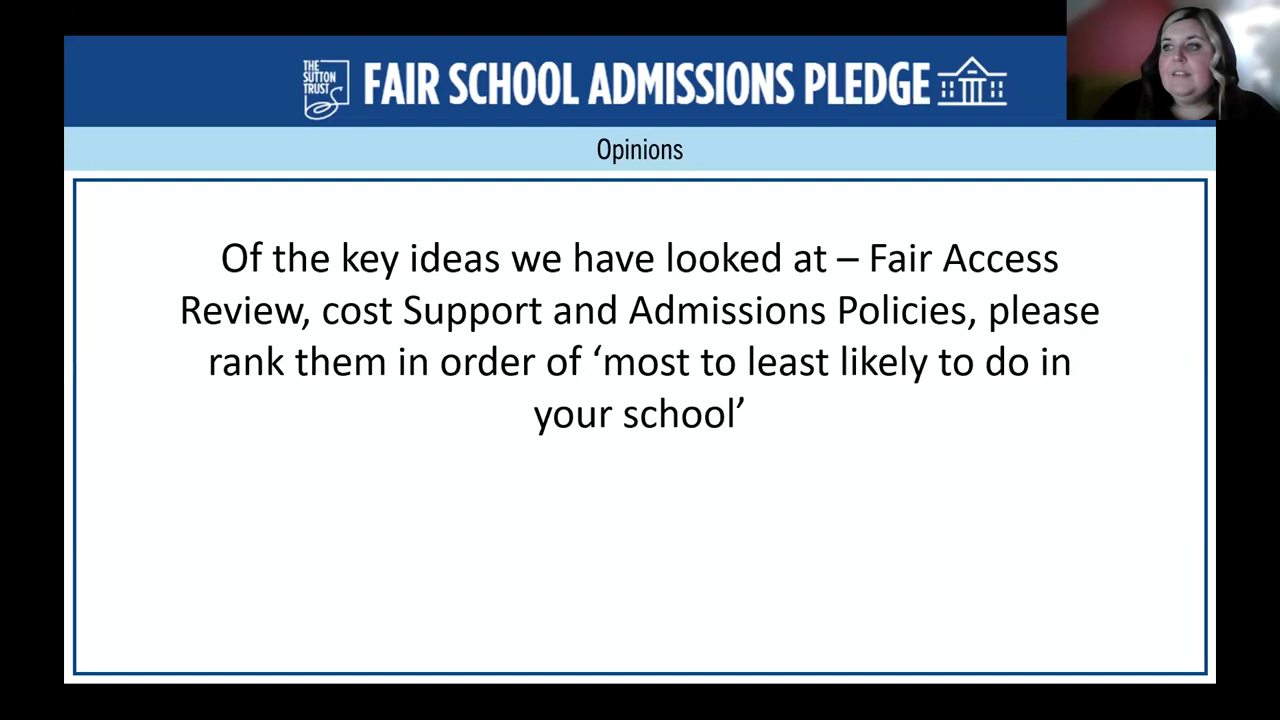 THE
SUTTON
TRUST
FAIR SCHOOL ADMISSIONS PLEDGE
Opinions
Of the key ideas we have looked at – Fair Access
Review, cost Support and Admissions Policies, please
rank them in order of ‘most to least likely to do in
your school’